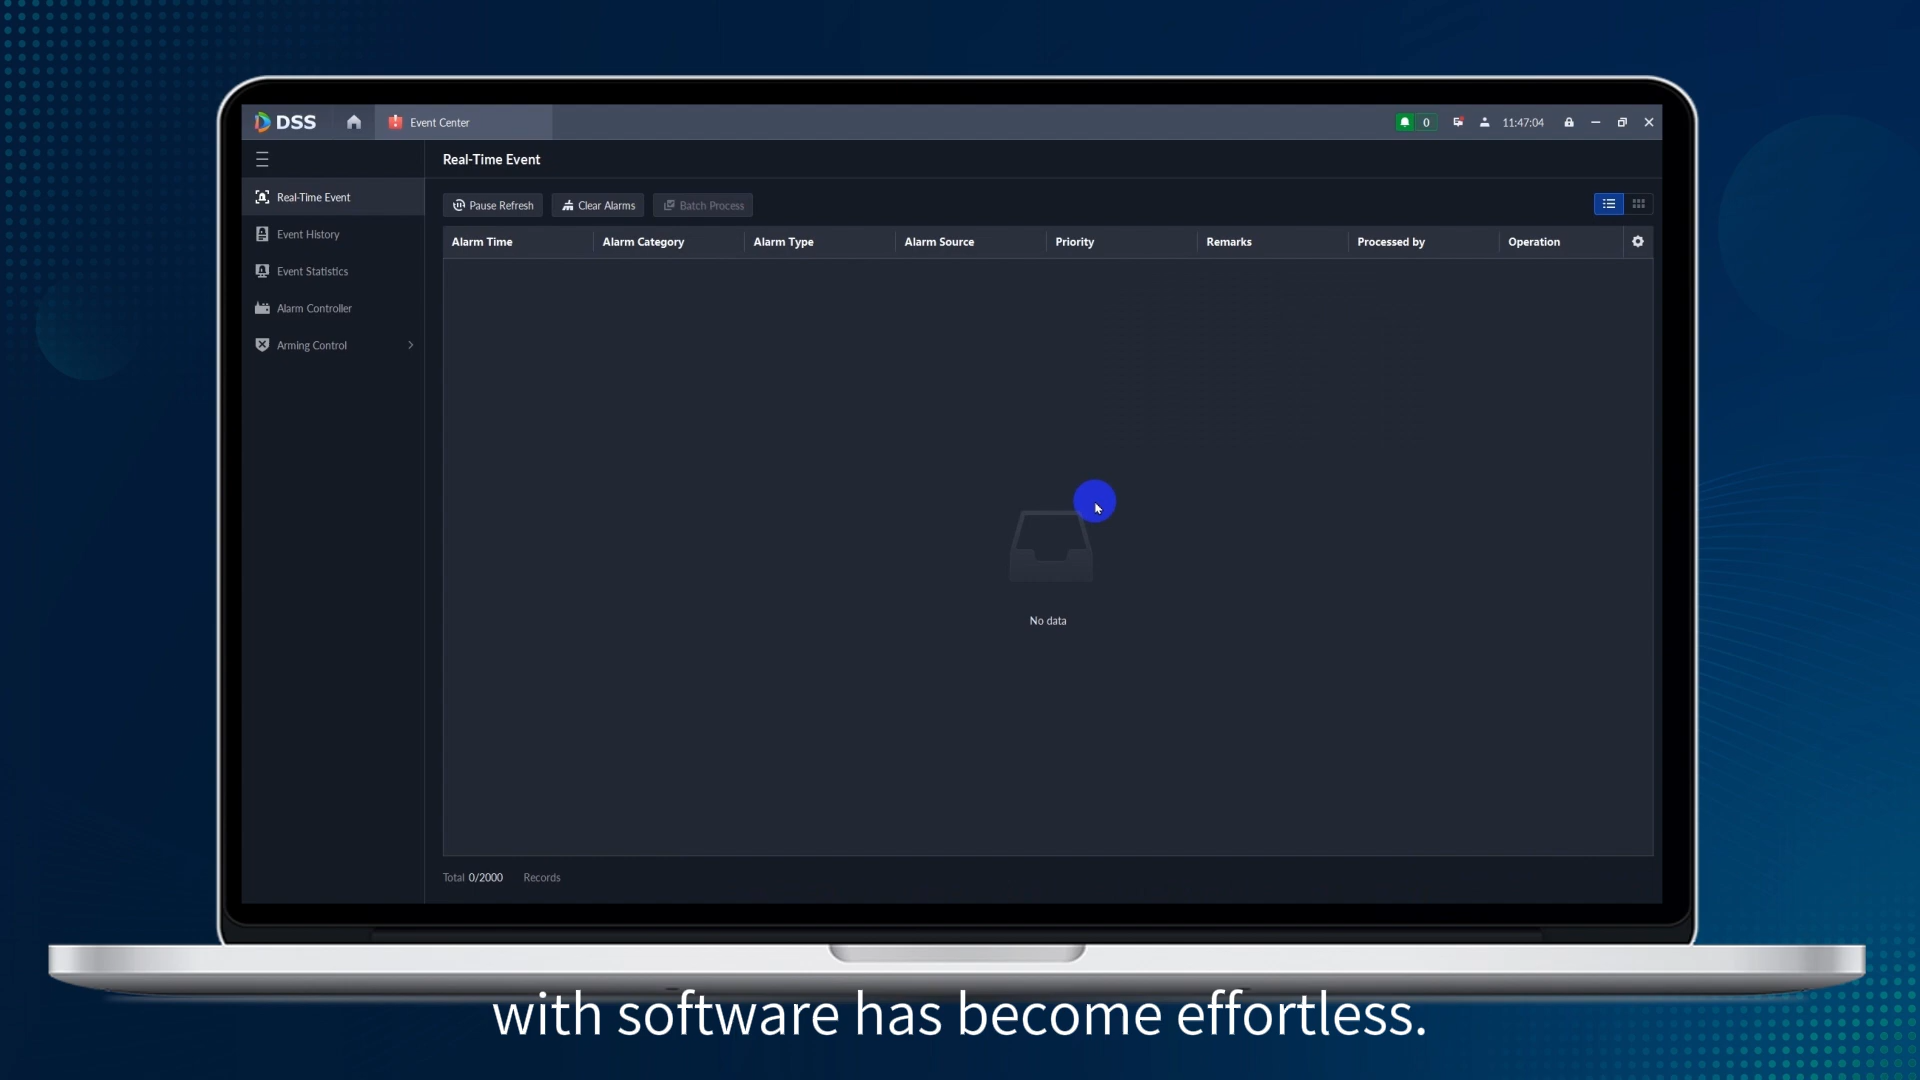 DSS
Event Center
0
11:47:04
Real-Time Event
Real-Time Event
Event History
Event Statistics
Alarm Controller
Arming Control
Pause Refresh
Clear Alarms
Batch Process
Alarm Time
Alarm Category
Alarm Type
Alarm Source
Priority
Remarks
Processed by
Operation
No data
Total 0/2000 Records
with software has become effortless.